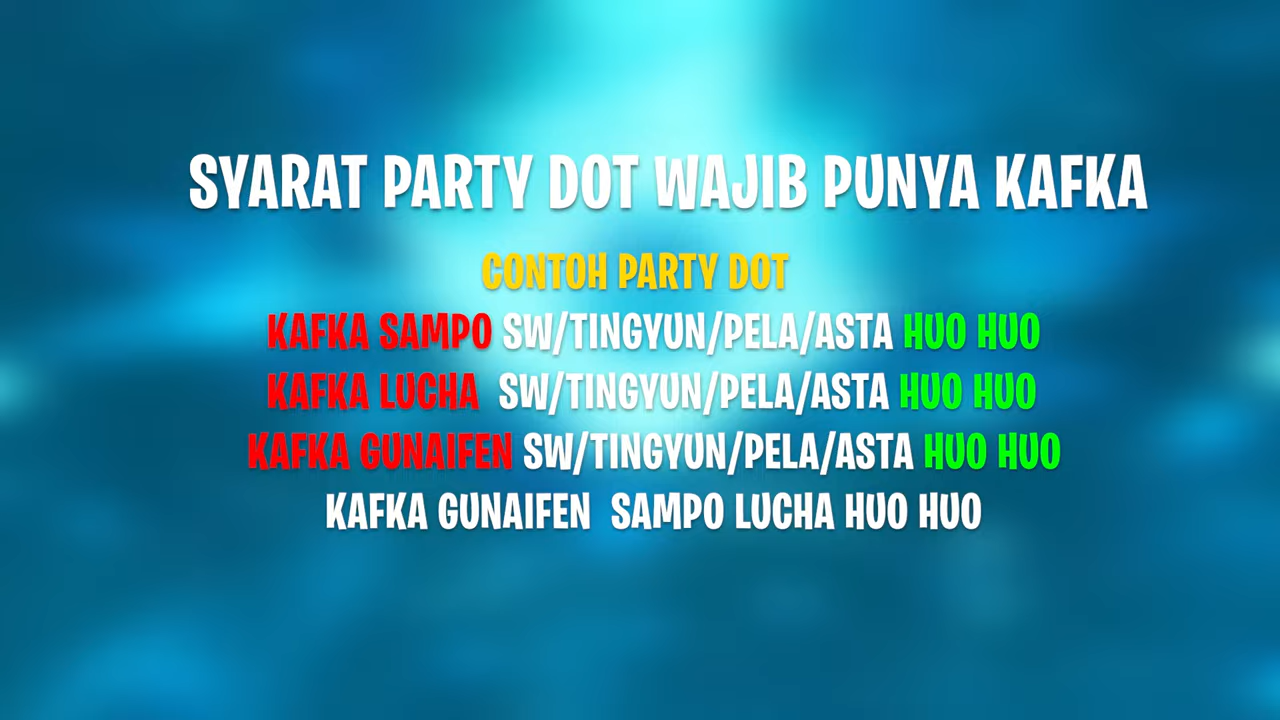 SYARAT PARTY DOT WAJIB PUNYA KAFKA
CONTOH PARTY DOT
KAFKA SAMPO SW/TINGYUN/PELA/ASTA HUO HUO
KAFKA LUCHA SW/TINGYUN/PELA/ASTA HUO HUO
KAFKA GUNAIFEN SW/TINGYUN/PELA/ASTA HUO HUO
KAFKA GUNAIFEN SAMPO LUCHA HUO HUO